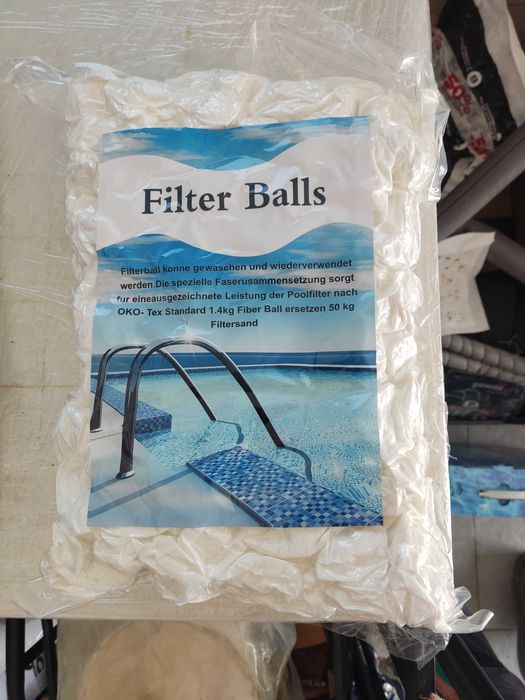 Filter Balls
Filterball konne gewaschen und wiederverwendet
werden.Die spezielle Faserusammensetzung sorgt
fur eineausgezeichnete Leistung der Poolfilter nach
OKO- Tex Standard 1.4kg Fiber Ball ersetzen 50 kg
Filtersand
50%